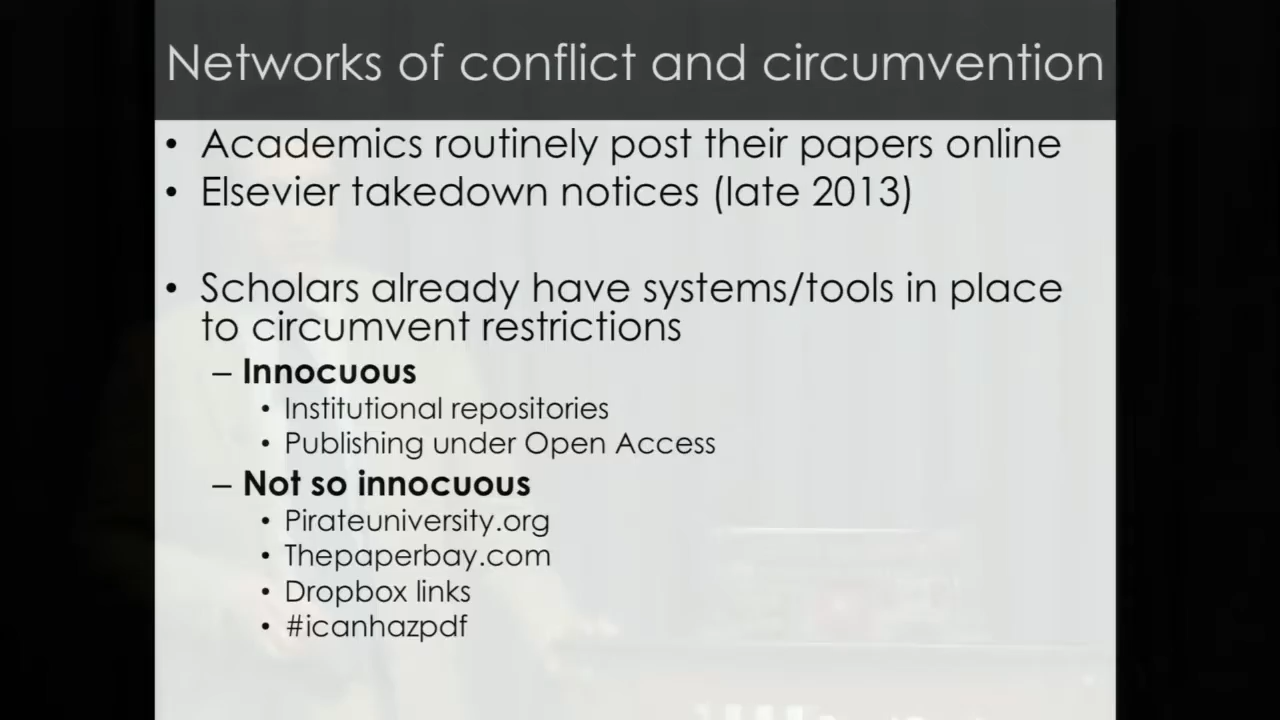 Networks of conflict and circumvention
• Academics routinely post their papers online
• Elsevier takedown notices (late 2013)
• Scholars already have systems/tools in place
to circumvent restrictions
– Innocuous
• Institutional repositories
• Publishing under Open Access
– Not so innocuous
• Pirateuniversity.org
• Thepaperbay.com
• Dropbox links
• #icanhazpdf